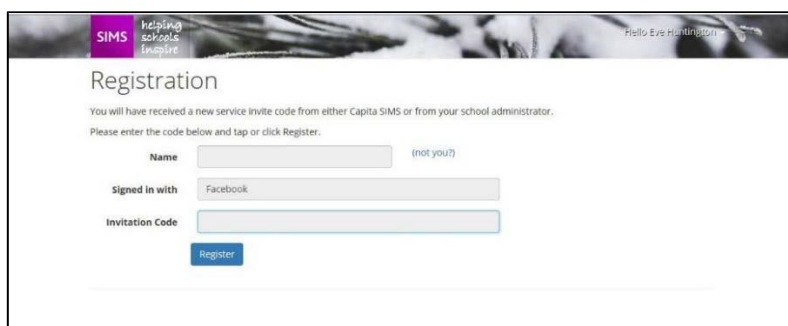 SIMS
helping
schools
inspire
Hello Eve Huntington
Registration
You will have received a new service invite code from either Capita SIMS or from your school administrator.
Please enter the code below and tap or click Register.
Name (not you?)
Signed in with Facebook
Invitation Code
Register